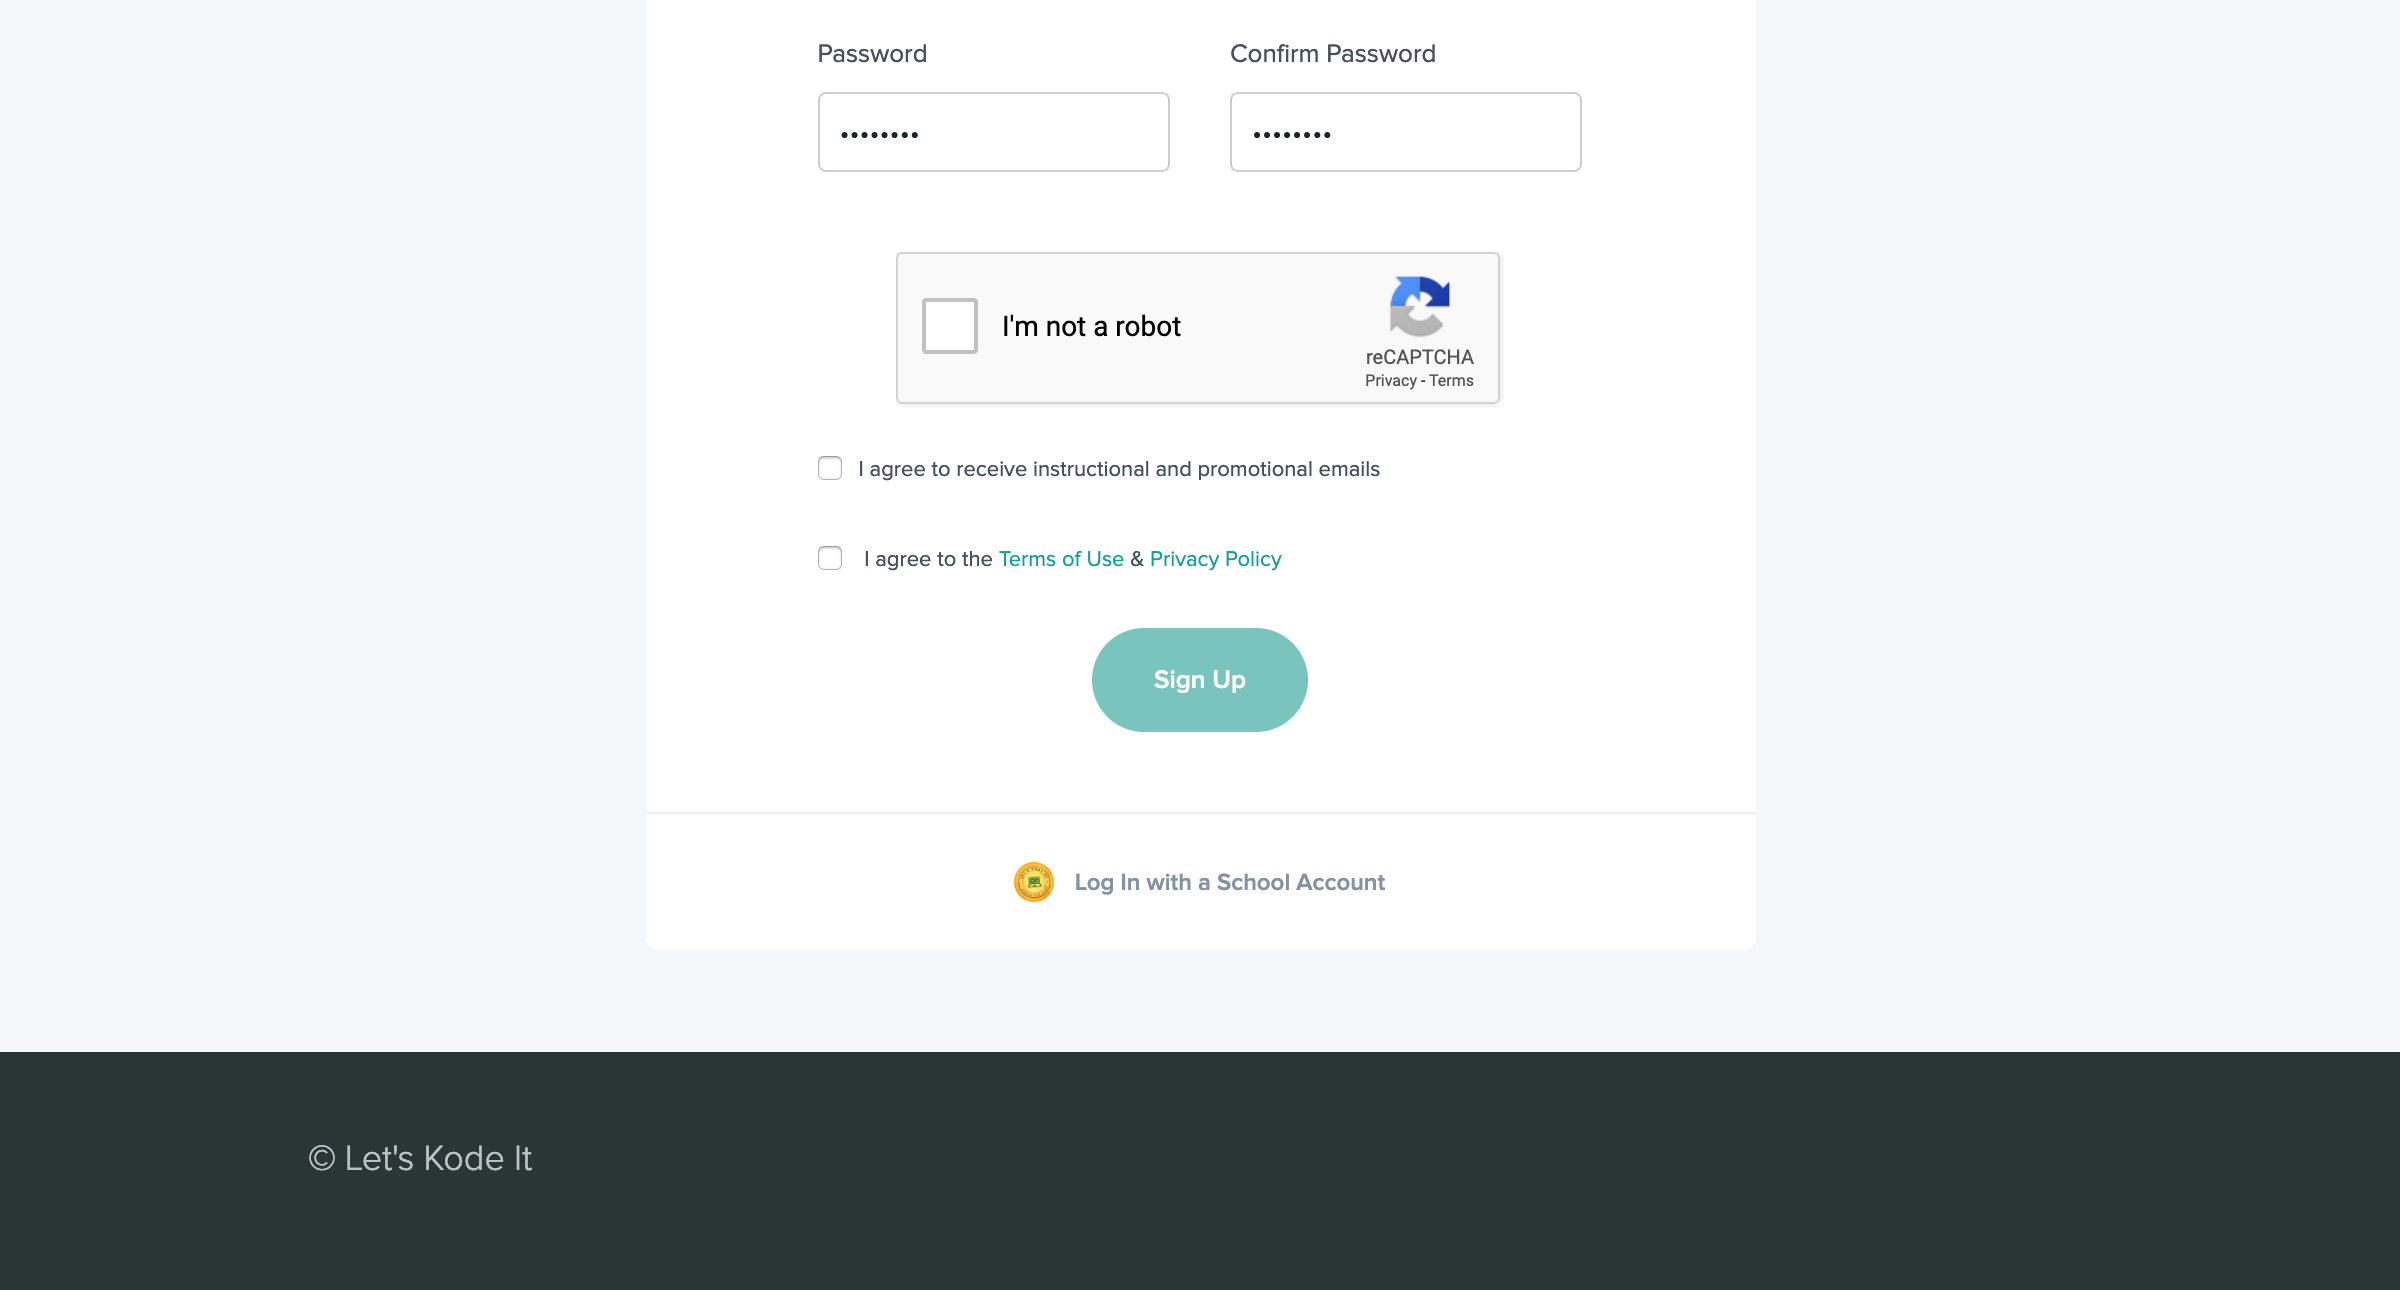 Password
Confirm Password
••••••••
••••••••
I'm not a robot
reCAPTCHA
Privacy - Terms
I agree to receive instructional and promotional emails
I agree to the Terms of Use & Privacy Policy
Sign Up
Log In with a School Account
© Let's Kode It